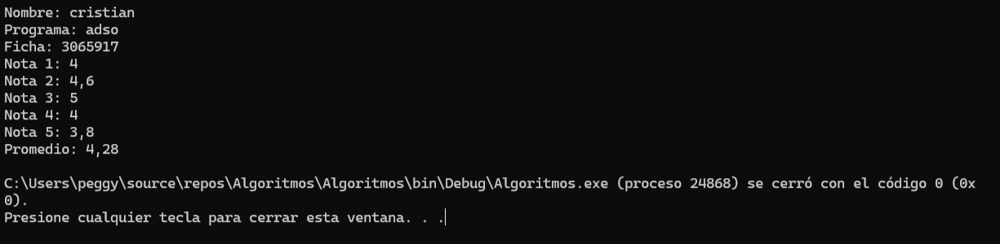 Nombre: cristian
Programa: adso
Ficha: 3065917
Nota 1: 4
Nota 2: 4,6
Nota 3: 5
Nota 4: 4
Nota 5: 3,8
Promedio: 4,28
C:\Users\peggy\source\repos\Algoritmos\Algoritmos\bin\Debug\Algoritmos.exe (proceso 24868) se cerró con el código 0 (0x
0).
Presione cualquier tecla para cerrar esta ventana. . .